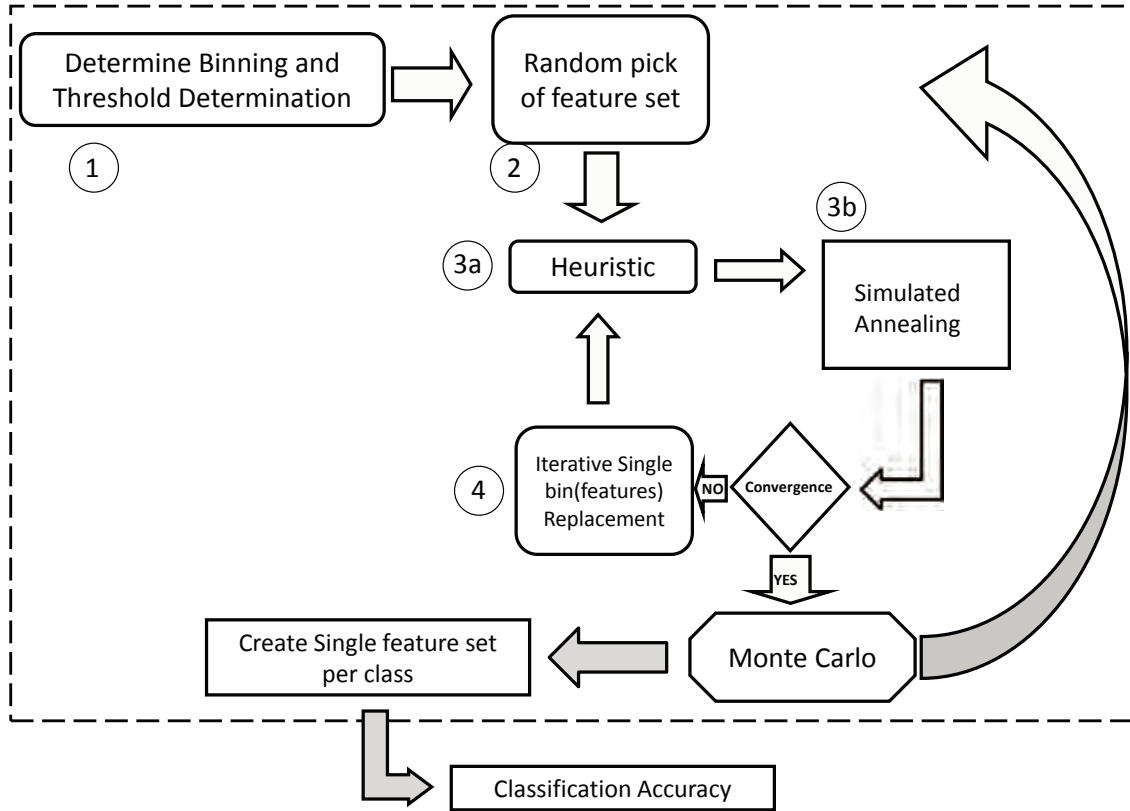 Determine Binning and
Threshold Determination
1
Random pick
of feature set
2
3a
Heuristic
3b
Simulated
Annealing
4
Iterative Single
bin(features)
Replacement
NO
Convergence
YES
Monte Carlo
Create Single feature set
per class
Classification Accuracy